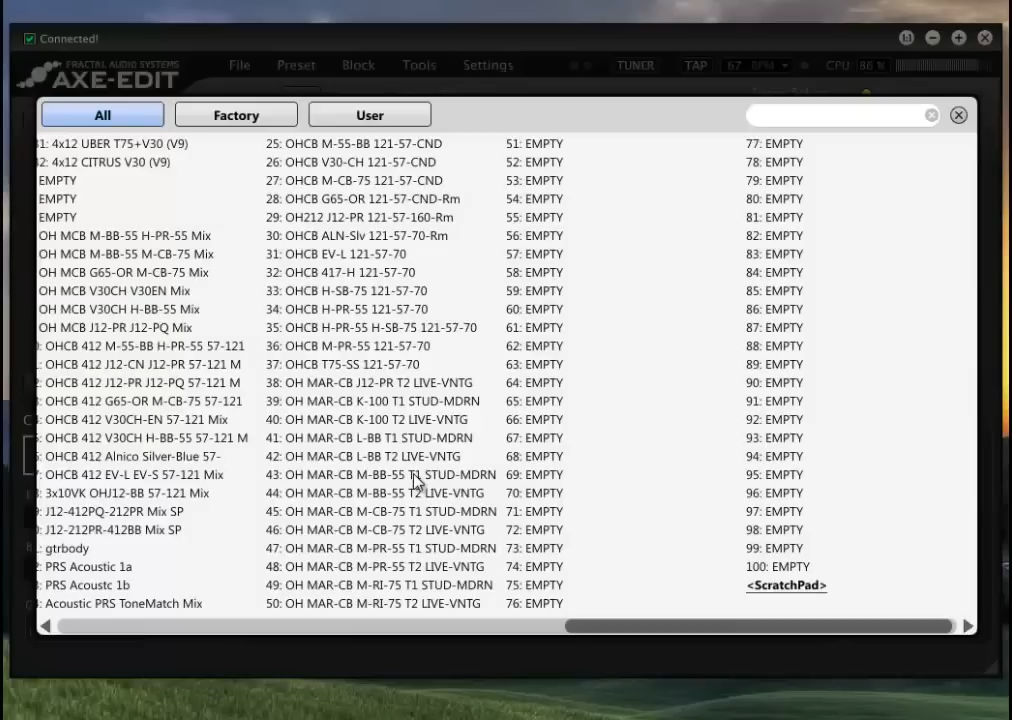 Connected!
FRACTAL AUDIO SYSTEMS
AXE-EDIT
File Preset Block Tools Settings TUNER TAP 67 BPM CPU 86 %
All Factory User
31: 4x12 UBER T75+V30 (V9)
32: 4x12 CITRUS V30 (V9)
EMPTY
EMPTY
EMPTY
OH MCB M-BB-55 H-PR-55 Mix
OH MCB M-BB-55 M-CB-75 Mix
OH MCB G65-OR M-CB-75 Mix
OH MCB V30CH V30EN Mix
OH MCB V30CH H-BB-55 Mix
OH MCB J12-PR J12-PQ Mix
: OHCB 412 M-55-BB H-PR-55 57-121
: OHCB 412 J12-CN J12-PR 57-121 M
: OHCB 412 J12-PR J12-PQ 57-121 M
: OHCB 412 G65-OR M-CB-75 57-121
: OHCB 412 V30CH-EN 57-121 Mix
: OHCB 412 V30CH H-BB-55 57-121 M
: OHCB 412 Alnico Silver-Blue 57-
: OHCB 412 EV-L EV-S 57-121 Mix
: 3x10VK OHJ12-BB 57-121 Mix
: J12-412PQ-212PR Mix SP
: J12-212PR-412BB Mix SP
: gtrbody
: PRS Acoustic 1a
: PRS Acoustc 1b
: Acoustic PRS ToneMatch Mix
25: OHCB M-55-BB 121-57-CND
26: OHCB V30-CH 121-57-CND
27: OHCB M-CB-75 121-57-CND
28: OHCB G65-OR 121-57-CND-Rm
29: OH212 J12-PR 121-57-160-Rm
30: OHCB ALN-Slv 121-57-70-Rm
31: OHCB EV-L 121-57-70
32: OHCB 417-H 121-57-70
33: OHCB H-SB-75 121-57-70
34: OHCB H-PR-55 121-57-70
35: OHCB H-PR-55 H-SB-75 121-57-70
36: OHCB M-PR-55 121-57-70
37: OHCB T75-SS 121-57-70
38: OH MAR-CB J12-PR T2 LIVE-VNTG
39: OH MAR-CB K-100 T1 STUD-MDRN
40: OH MAR-CB K-100 T2 LIVE-VNTG
41: OH MAR-CB L-BB T1 STUD-MDRN
42: OH MAR-CB L-BB T2 LIVE-VNTG
43: OH MAR-CB M-BB-55 T1 STUD-MDRN
44: OH MAR-CB M-BB-55 T2 LIVE-VNTG
45: OH MAR-CB M-CB-75 T1 STUD-MDRN
46: OH MAR-CB M-CB-75 T2 LIVE-VNTG
47: OH MAR-CB M-PR-55 T1 STUD-MDRN
48: OH MAR-CB M-PR-55 T2 LIVE-VNTG
49: OH MAR-CB M-RI-75 T1 STUD-MDRN
50: OH MAR-CB M-RI-75 T2 LIVE-VNTG
51: EMPTY
52: EMPTY
53: EMPTY
54: EMPTY
55: EMPTY
56: EMPTY
57: EMPTY
58: EMPTY
59: EMPTY
60: EMPTY
61: EMPTY
62: EMPTY
63: EMPTY
64: EMPTY
65: EMPTY
66: EMPTY
67: EMPTY
68: EMPTY
69: EMPTY
70: EMPTY
71: EMPTY
72: EMPTY
73: EMPTY
74: EMPTY
75: EMPTY
76: EMPTY
77: EMPTY
78: EMPTY
79: EMPTY
80: EMPTY
81: EMPTY
82: EMPTY
83: EMPTY
84: EMPTY
85: EMPTY
86: EMPTY
87: EMPTY
88: EMPTY
89: EMPTY
90: EMPTY
91: EMPTY
92: EMPTY
93: EMPTY
94: EMPTY
95: EMPTY
96: EMPTY
97: EMPTY
98: EMPTY
99: EMPTY
100: EMPTY
<ScratchPad>